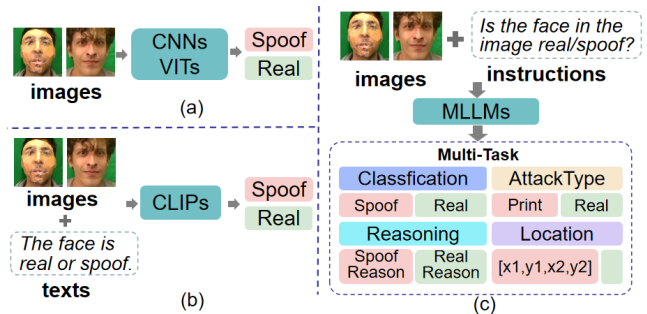 CNNs
VITs
Spoof
Real
images
(a)
images
+
The face is
real or spoof.
texts
CLIPs
Spoof
Real
(b)
images
+
Is the face in the
image real/spoof?
instructions
MLLMs
Multi-Task
Classfication
AttackType
Spoof
Real
Print
Real
Reasoning
Location
Spoof
Reason
Real
Reason
[x1,y1,x2,y2]
(c)